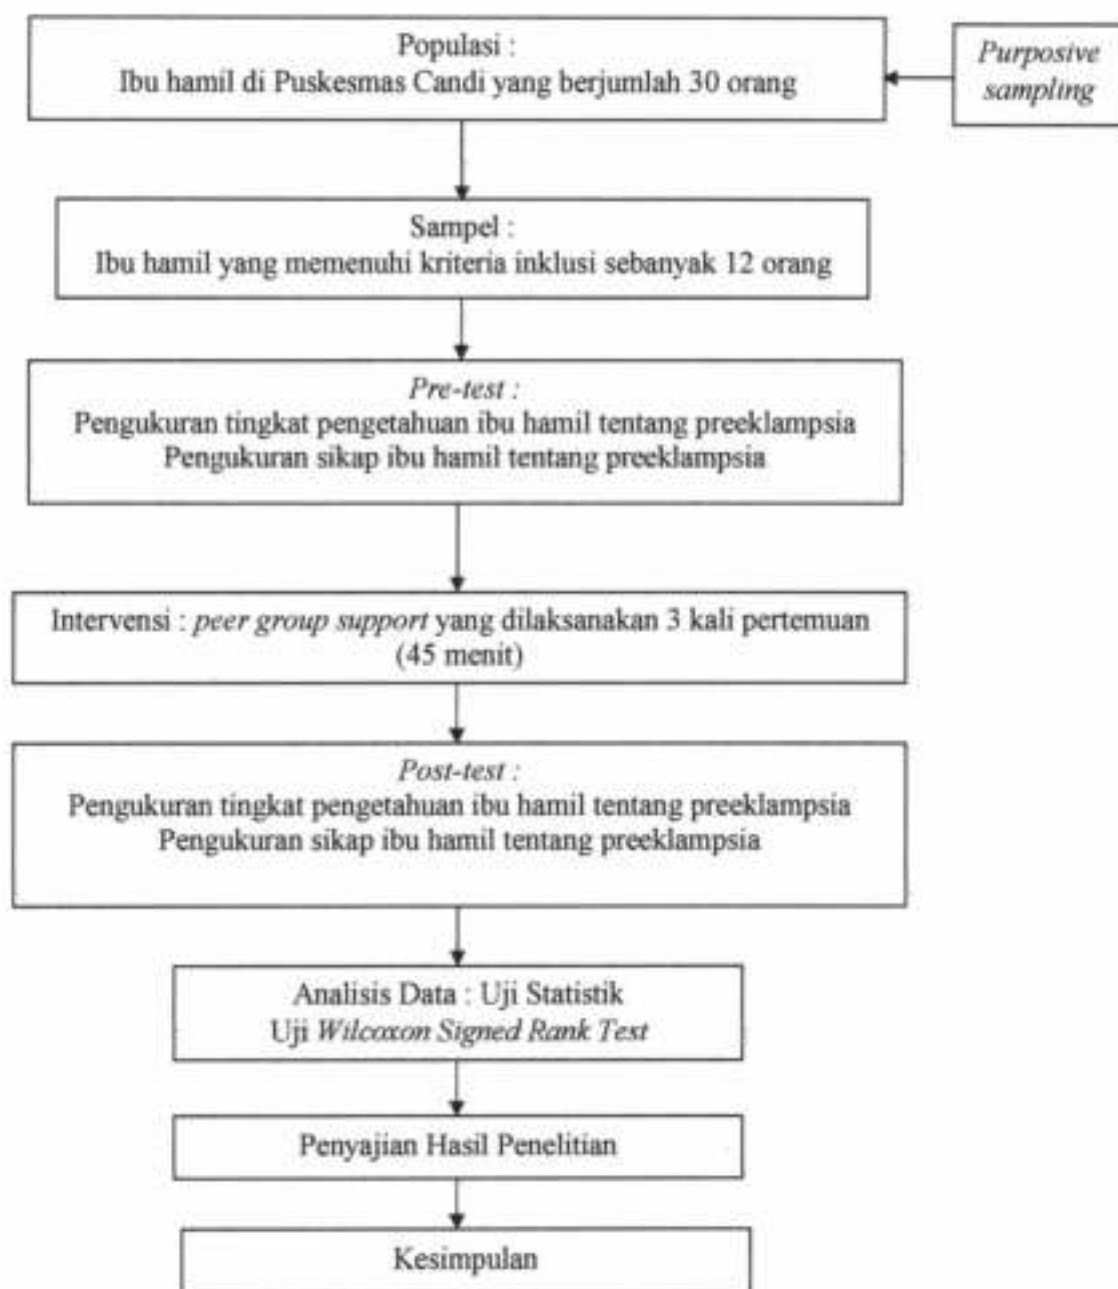 Populasi :
Ibu hamil di Puskesmas Candi yang berjumlah 30 orang
Purposive
sampling
Sampel :
Ibu hamil yang memenuhi kriteria inklusi sebanyak 12 orang
Pre-test :
Pengukuran tingkat pengetahuan ibu hamil tentang preeklampsia
Pengukuran sikap ibu hamil tentang preeklampsia
Intervensi : peer group support yang dilaksanakan 3 kali pertemuan
(45 menit)
Post-test :
Pengukuran tingkat pengetahuan ibu hamil tentang preeklampsia
Pengukuran sikap ibu hamil tentang preeklampsia
Analisis Data : Uji Statistik
Uji Wilcoxon Signed Rank Test
Penyajian Hasil Penelitian
Kesimpulan